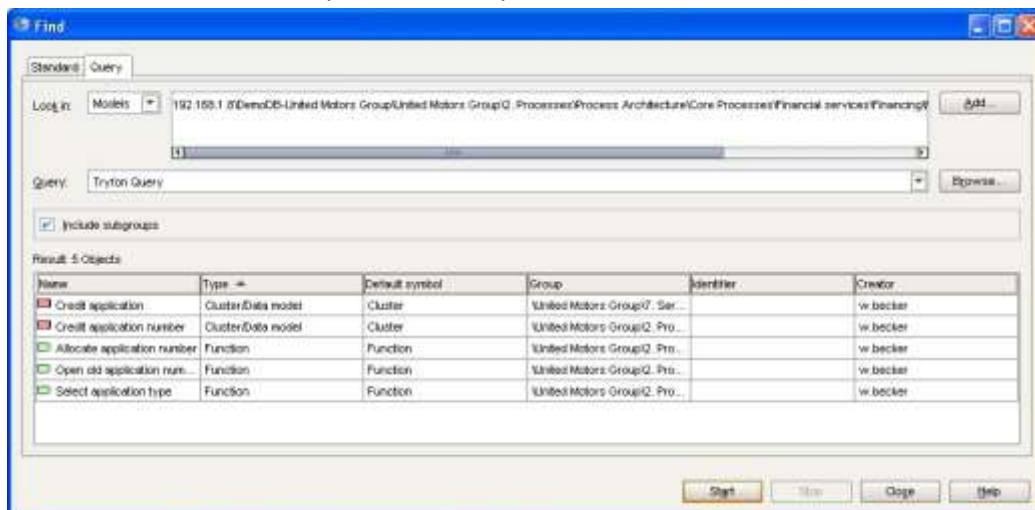 Find
Standard Query
Look in: Models 192.168.1.8\DemoDB-United Motors Group\United Motors Group\2. Processes\Process Architecture\Core Processes\Financial services\Financing\ Add...
Query: Tryton Query Browse...
Include subgroups
Result: 5 Objects
Name Type Default symbol Group Identifier Creator
Credit application Cluster/Data model Cluster \United Motors Group\7. Ser... w.becker
Credit application number Cluster/Data model Cluster \United Motors Group\2. Pro... w.becker
Allocate application number Function Function \United Motors Group\2. Pro... w.becker
Open old application num... Function Function \United Motors Group\2. Pro... w.becker
Select application type Function Function \United Motors Group\2. Pro... w.becker
Start Stop Close Help